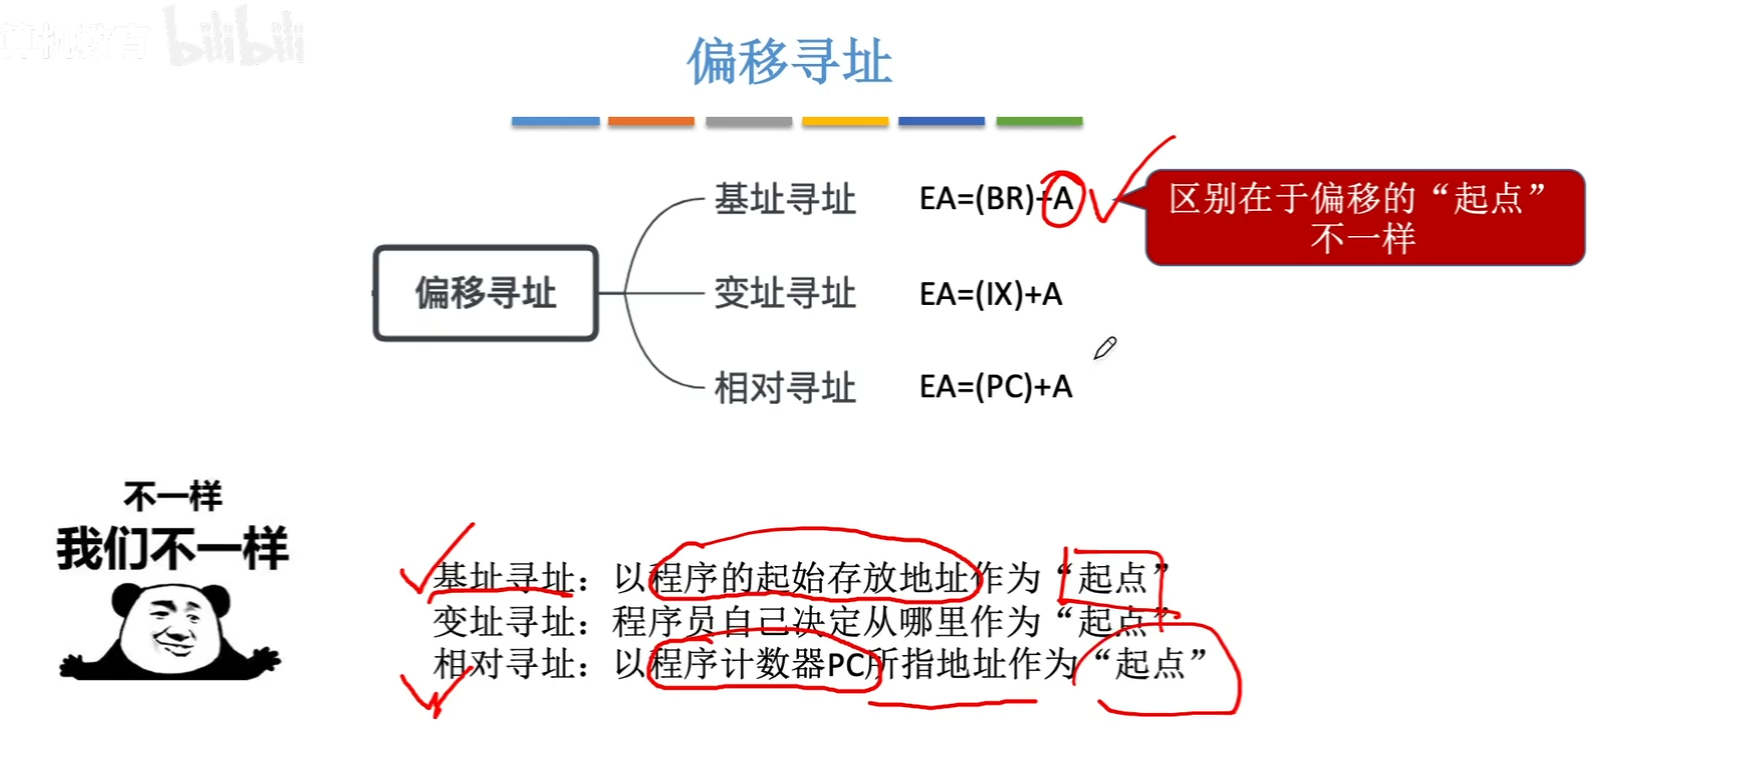 算机教育 bilibili
偏移寻址
基址寻址 EA=(BR)+A
区别在于偏移的“起点”
不一样
偏移寻址
变址寻址 EA=(IX)+A
相对寻址 EA=(PC)+A
不一样
我们不一样
基址寻址：以程序的起始存放地址作为“起点”
变址寻址：程序员自己决定从哪里作为“起点”
相对寻址：以程序计数器PC所指地址作为“起点”